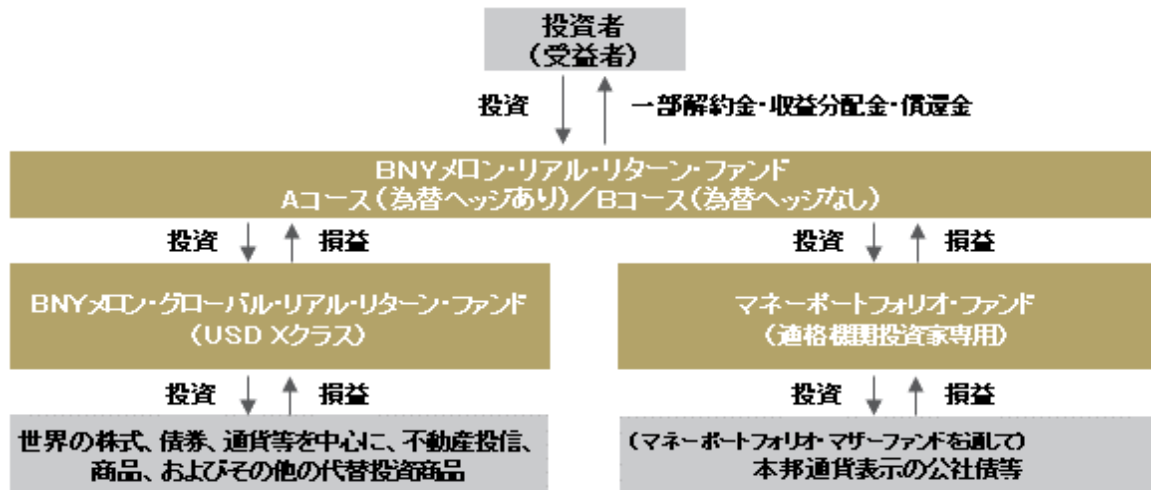 投資者
(受益者)
投資
一部解約金・収益分配金・償還金
BNYメロン・リアル・リターン・ファンド
Aコース(為替ヘッジあり)/Bコース(為替ヘッジなし)
投資 損益 投資 損益
BNYメロン・グローバル・リアル・リターン・ファンド
(USD Xクラス)
マネーポートフォリオ・ファンド
(適格機関投資家専用)
投資 損益 投資 損益
世界の株式、債券、通貨等を中心に、不動産投信、
商品、およびその他の代替投資商品
(マネーポートフォリオ・マザーファンドを通して)
本邦通貨表示の公社債等